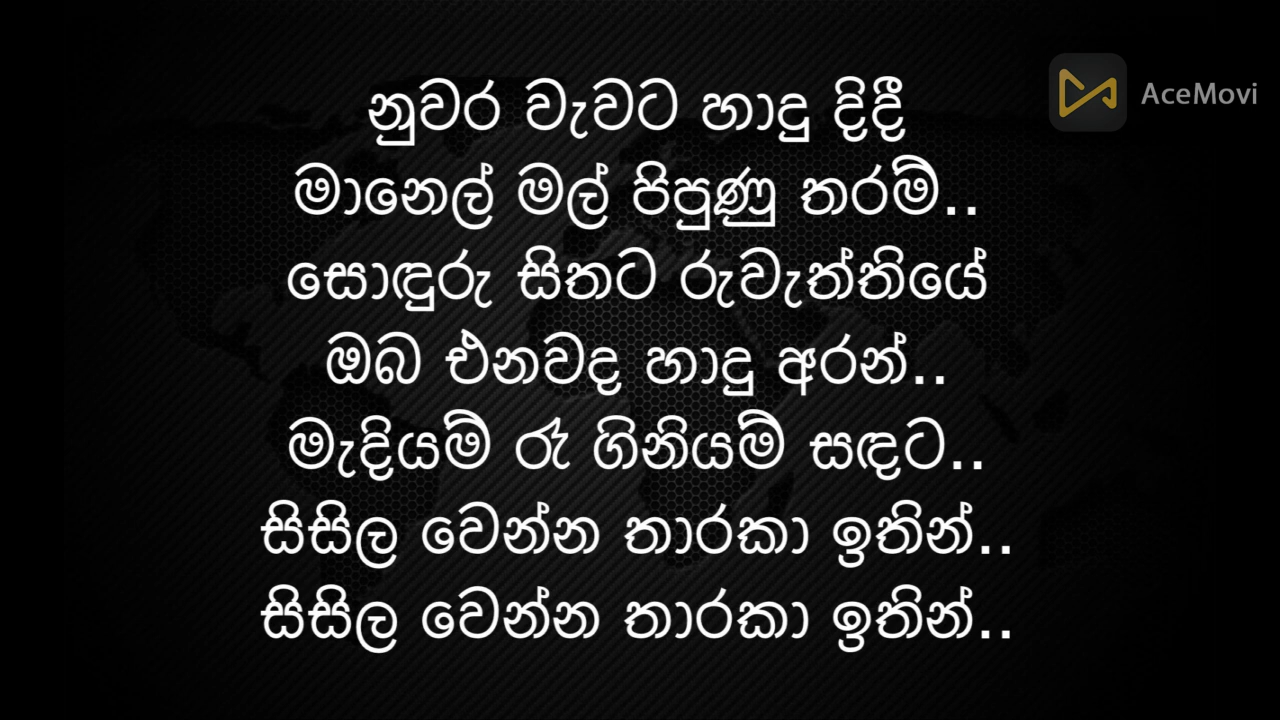 නුවර වැවට හාදු දිදී
මානෙල් මල් පිපුණු තරම්..
සොඳුරු සිතට රුවැත්තියේ
ඔබ එනවද හාදු අරන්..
මැදියම් රෑ ගිනියම් සඳට..
සිසිල වෙන්න තාරකා ඉතින්..
සිසිල වෙන්න තාරකා ඉතින්..
AceMovi